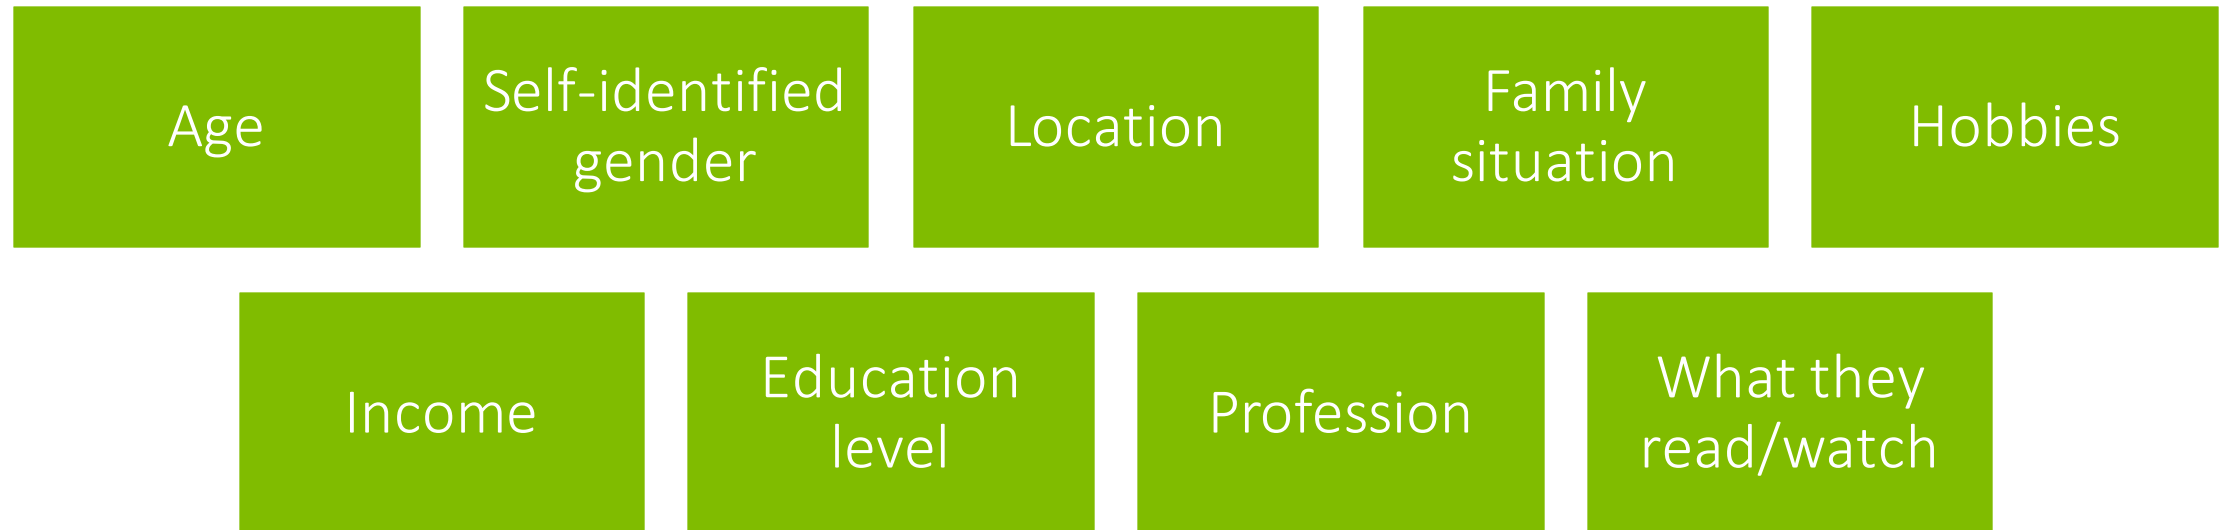 Age
Self-identified
gender
Location
Family
situation
Hobbies
Income
Education
level
Profession
What they
read/watch